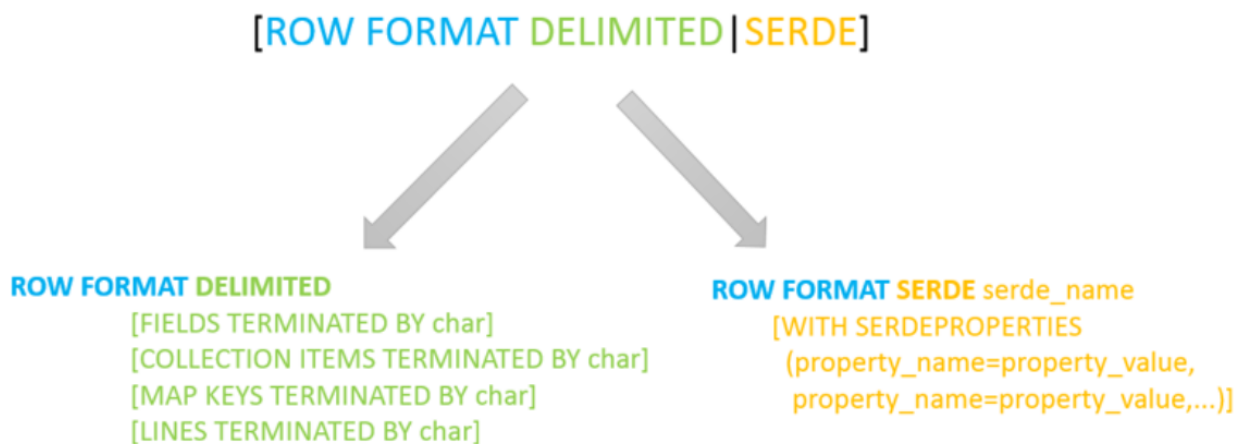 [ROW FORMAT DELIMITED|SERDE]
ROW FORMAT DELIMITED
[FIELDS TERMINATED BY char]
[COLLECTION ITEMS TERMINATED BY char]
[MAP KEYS TERMINATED BY char]
[LINES TERMINATED BY char]
ROW FORMAT SERDE serde_name
[WITH SERDEPROPERTIES
(property_name=property_value,
property_name=property_value,...)]